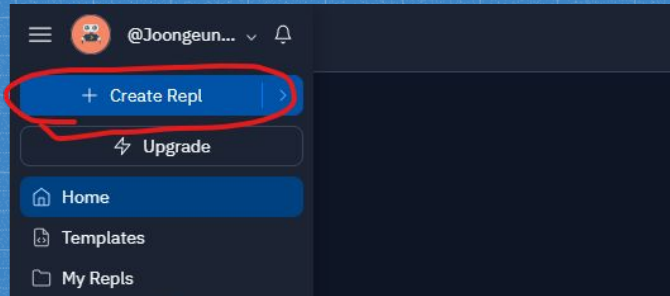 @Joongeun...
+ Create Repl
Upgrade
Home
Templates
My Repls